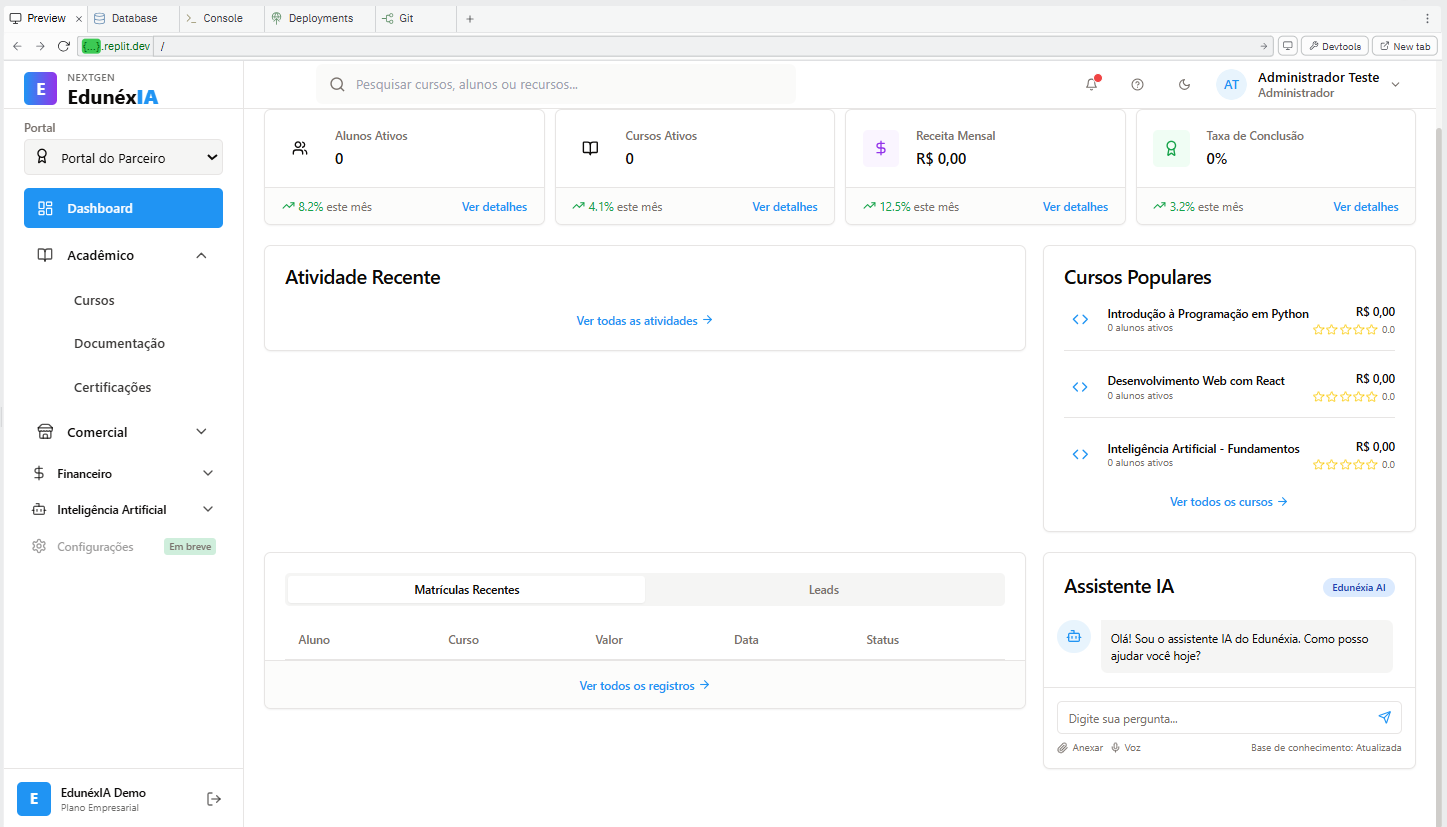 Preview
Database
Console
Deployments
Git
{...}.replit.dev /
Devtools
New tab
E
NEXTGEN
EdunéxIA
Pesquisar cursos, alunos ou recursos...
AT
Administrador Teste
Administrador
Portal
Portal do Parceiro
Dashboard
Acadêmico
Cursos
Documentação
Certificações
Comercial
Financeiro
Inteligência Artificial
Configurações
Em breve
E
EdunéxIA Demo
Plano Empresarial
Alunos Ativos
0
8.2% este mês
Ver detalhes
Cursos Ativos
0
4.1% este mês
Ver detalhes
Receita Mensal
R$ 0,00
12.5% este mês
Ver detalhes
Taxa de Conclusão
0%
3.2% este mês
Ver detalhes
Atividade Recente
Ver todas as atividades
Cursos Populares
Introdução à Programação em Python
R$ 0,00
0 alunos ativos
0.0
Desenvolvimento Web com React
R$ 0,00
0 alunos ativos
0.0
Inteligência Artificial - Fundamentos
R$ 0,00
0 alunos ativos
0.0
Ver todos os cursos
Matrículas Recentes
Leads
Aluno
Curso
Valor
Data
Status
Ver todos os registros
Assistente IA
Edunéxia AI
Olá! Sou o assistente IA do Edunéxia. Como posso
ajudar você hoje?
Digite sua pergunta...
Anexar
Voz
Base de conhecimento: Atualizada